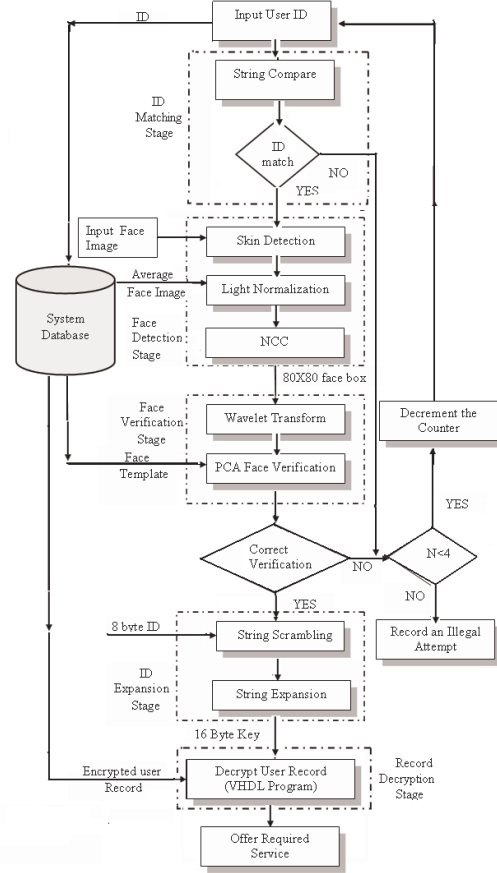 ID
Input User ID
String Compare
ID
Matching
Stage
ID
match
NO
YES
Input Face
Image
Skin Detection
Average
Face Image
Light Normalization
System
Database
Face
Detection
Stage
NCC
80X80 face box
Face
Verification
Stage
Wavelet Transform
Decrement the
Counter
Face
Template
PCA Face Verification
YES
Correct
Verification
NO
N<4
NO
YES
8 byte ID
String Scrambling
Record an Illegal
Attempt
ID
Expansion
Stage
String Expansion
16 Byte Key
Encrypted user
Record
Decrypt User Record
(VHDL Program)
Record
Decryption
Stage
Offer Required
Service